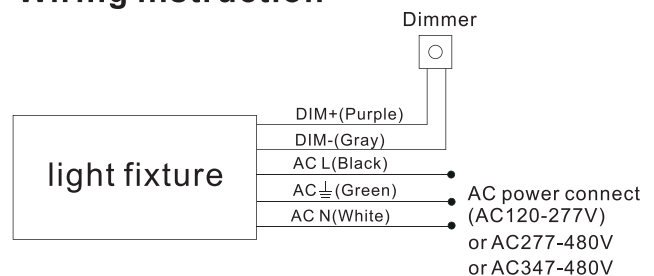 Wiring Instruction
Dimmer
DIM+(Purple)
DIM-(Gray)
light fixture
AC L(Black)
AC⏚(Green)
AC N(White)
AC power connect
(AC120-277V)
or AC277-480V
or AC347-480V